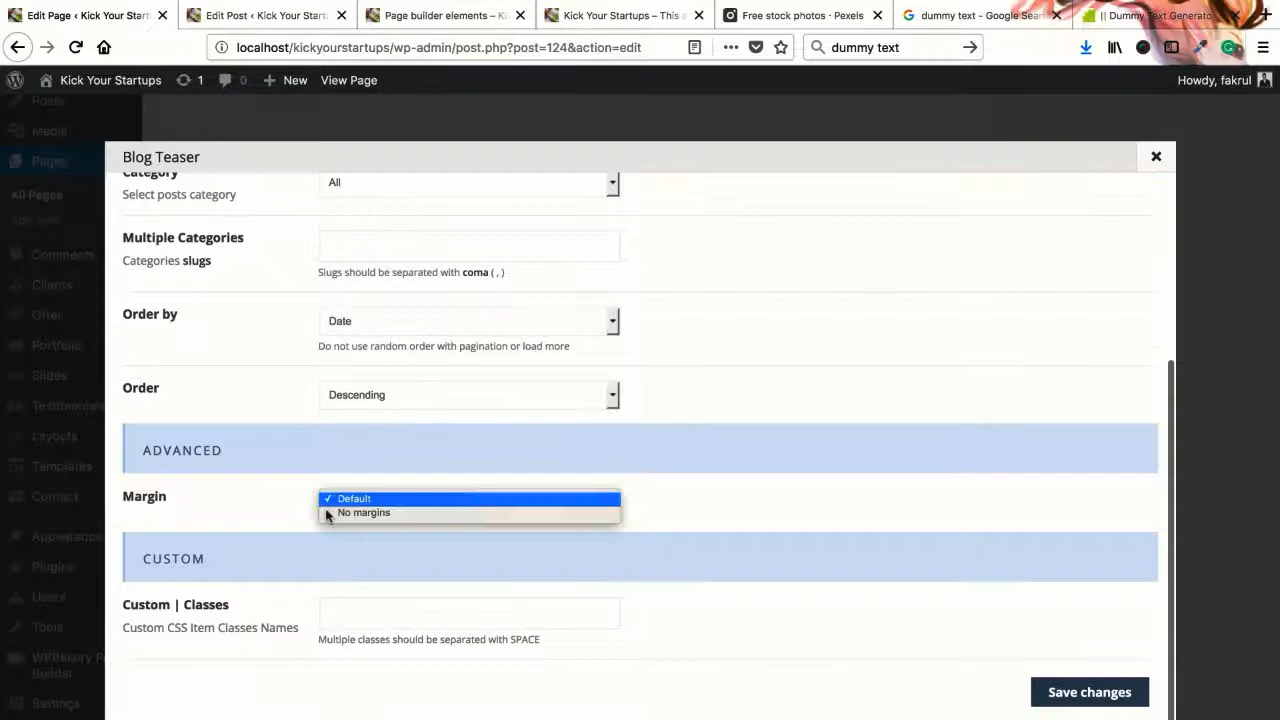 Edit Page ‹ Kick Your Startups
Edit Post ‹ Kick Your Start
Page builder elements ‹ Ki
Kick Your Startups – This s
Free stock photos · Pexels
dummy text - Google Sear
|| Dummy Text Generator
localhost/kickyourstartups/wp-admin/post.php?post=124&action=edit
dummy text
Kick Your Startups
1
0
New
View Page
Howdy, fakrul
Posts
Media
Pages
All Pages
Add New
Comments
Clients
Offer
Portfolio
Slides
Testimonials
Layouts
Templates
Contact
Appearance
Plugins
Users
Tools
WPBakery P
Builder
Settings
Blog Teaser
Category
All
Select posts category
Multiple Categories
Categories slugs
Slugs should be separated with coma ( , )
Order by
Date
Do not use random order with pagination or load more
Order
Descending
ADVANCED
Margin
✓ Default
No margins
CUSTOM
Custom | Classes
Custom CSS Item Classes Names
Multiple classes should be separated with SPACE
Save changes